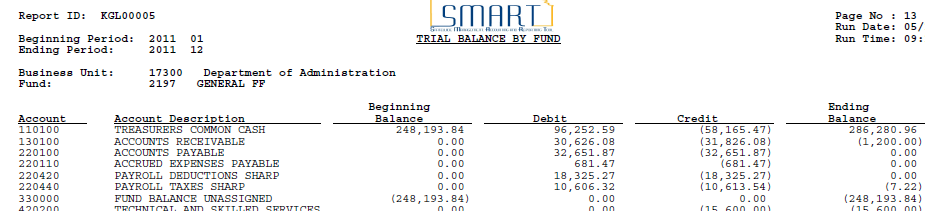 Report ID: KGL00005
SMART
Page No : 13
Run Date: 05/
Beginning Period: 2011 01
TRIAL BALANCE BY FUND
Run Time: 09:
Ending Period: 2011 12
Business Unit: 17300 Department of Administration
Fund: 2197 GENERAL FF
Beginning Ending
Account Account Description Balance Debit Credit Balance
110100 TREASURERS COMMON CASH 248,193.84 96,252.59 (58,165.47) 286,280.96
130100 ACCOUNTS RECEIVABLE 0.00 30,626.08 (31,826.08) (1,200.00)
220100 ACCOUNTS PAYABLE 0.00 32,651.87 (32,651.87) 0.00
220110 ACCRUED EXPENSES PAYABLE 0.00 681.47 (681.47) 0.00
220420 PAYROLL DEDUCTIONS SHARP 0.00 18,325.27 (18,325.27) 0.00
220440 PAYROLL TAXES SHARP 0.00 10,606.32 (10,613.54) (7.22)
330000 FUND BALANCE UNASSIGNED (248,193.84) 0.00 0.00 (248,193.84)
420200 TECHNICAL AND SKILLED SERVICES 0.00 0.00 (15,600.00) (15,600.00)